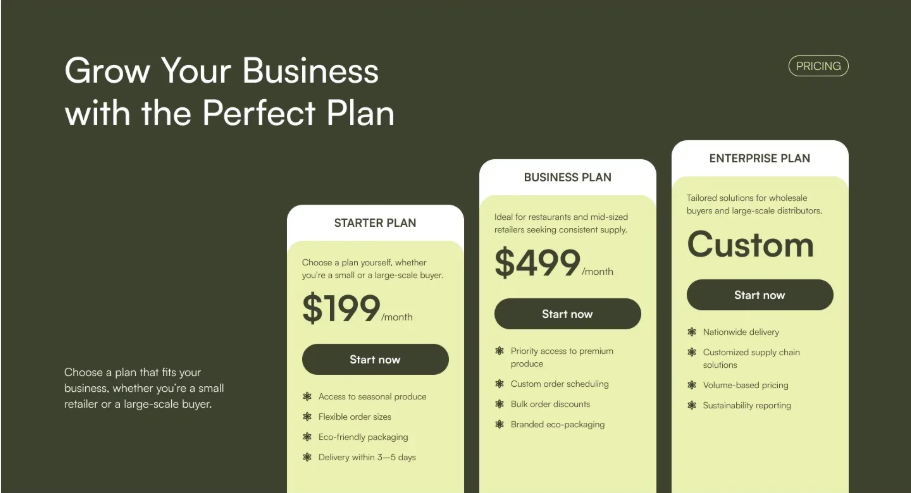 Grow Your Business
with the Perfect Plan
PRICING
Choose a plan that fits your
business, whether you're a small
retailer or a large-scale buyer.
STARTER PLAN
Choose a plan yourself, whether
you're a small or a large-scale buyer.
$199/month
Start now
Access to seasonal produce
Flexible order sizes
Eco-friendly packaging
Delivery within 3—5 days
BUSINESS PLAN
Ideal for restaurants and mid-sized
retailers seeking consistent supply.
$499/month
Start now
Priority access to premium
produce
Custom order scheduling
Bulk order discounts
Branded eco-packaging
ENTERPRISE PLAN
Tailored solutions for wholesale
buyers and large-scale distributors.
Custom
Start now
Nationwide delivery
Customized supply chain
solutions
Volume-based pricing
Sustainability reporting